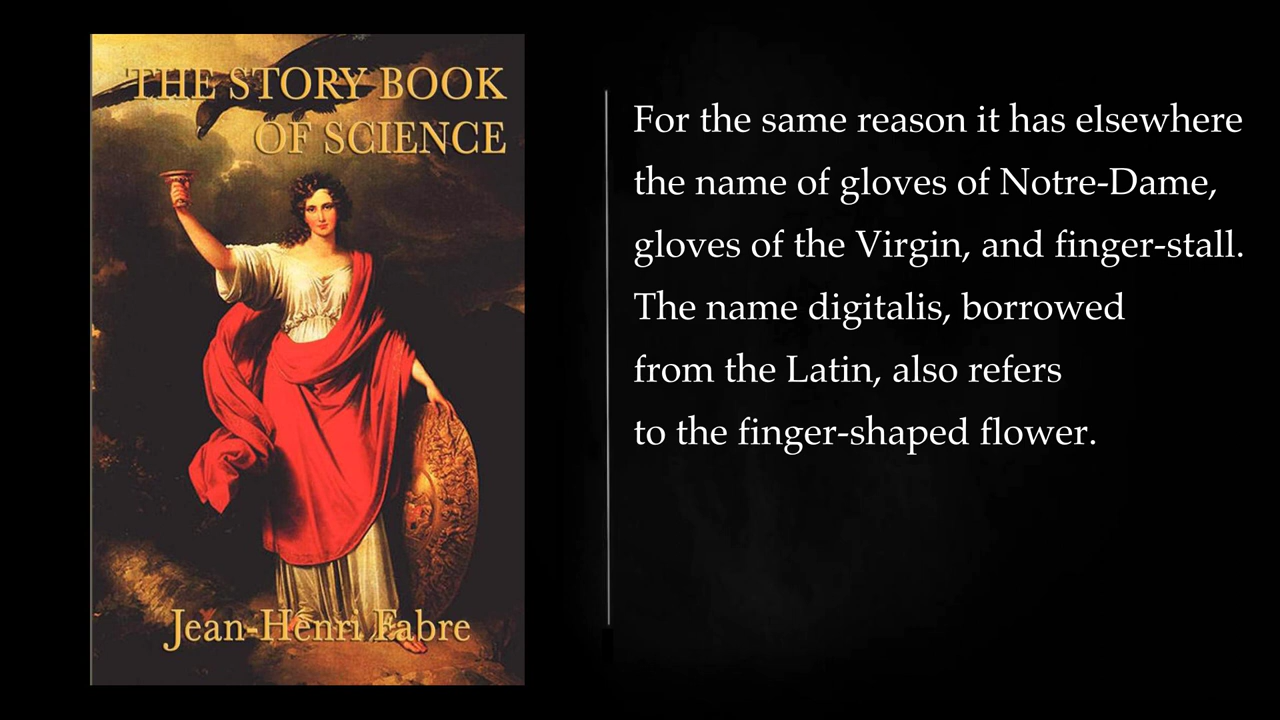 THE STORY BOOK
OF SCIENCE
Jean-Henri Fabre
For the same reason it has elsewhere
the name of gloves of Notre-Dame,
gloves of the Virgin, and finger-stall.
The name digitalis, borrowed
from the Latin, also refers
to the finger-shaped flower.